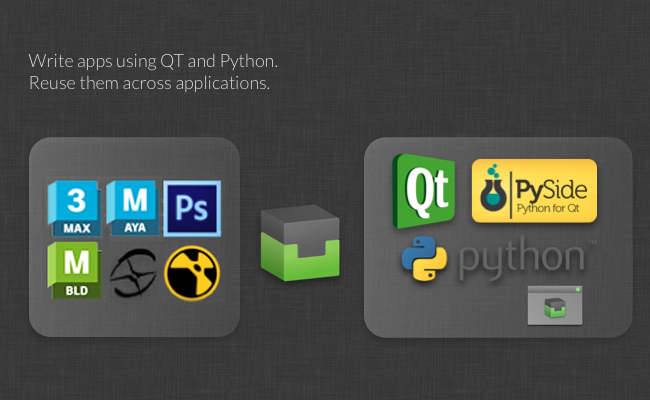 Write apps using QT and Python.
Reuse them across applications.
3
MAX
M
AYA
Ps
M
BLD
Qt
PySide
Python for Qt
python™